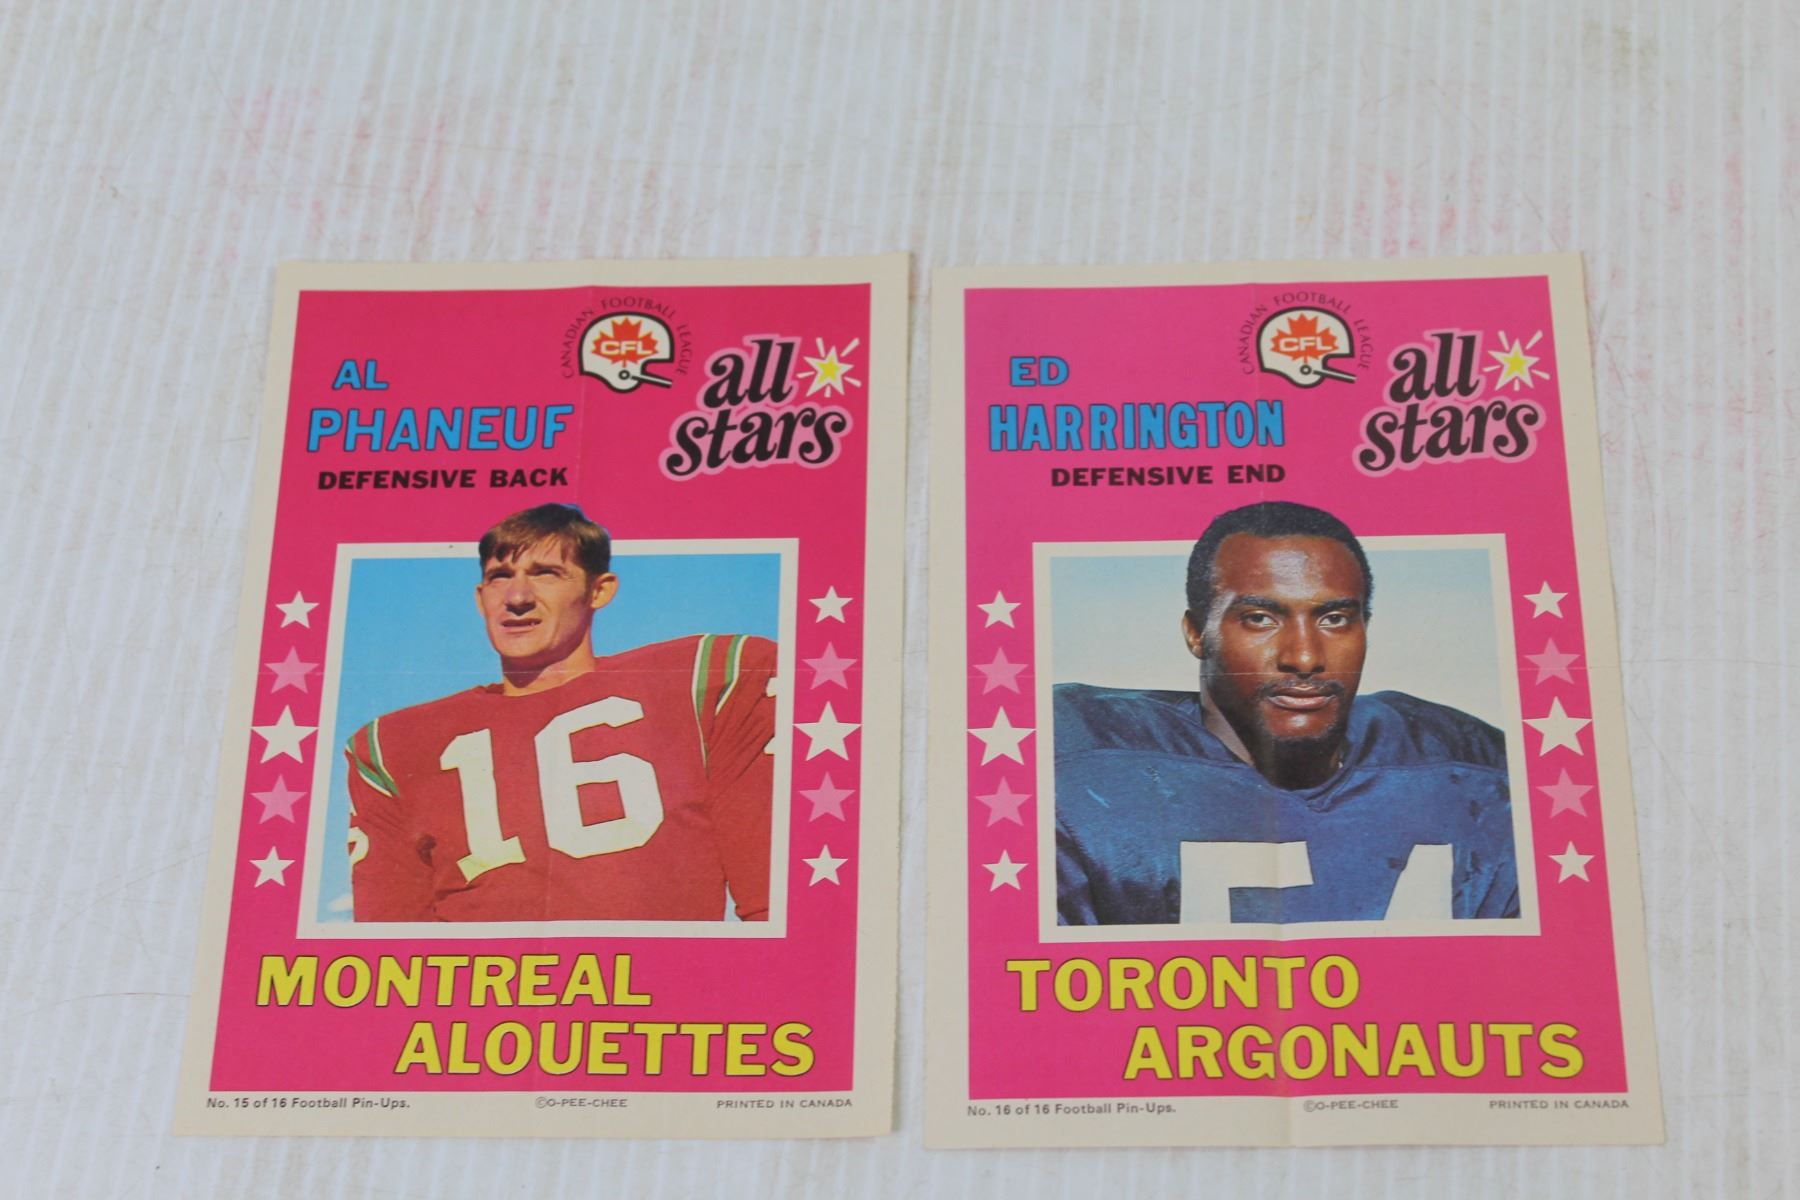 CANADIAN FOOTBALL LEAGUE
CFL
AL
PHANEUF
DEFENSIVE BACK
all
stars
16
MONTREAL
ALOUETTES
No. 15 of 16 Football Pin-Ups.
©O-PEE-CHEE
PRINTED IN CANADA
CANADIAN FOOTBALL LEAGUE
CFL
ED
HARRINGTON
DEFENSIVE END
all
stars
54
TORONTO
ARGONAUTS
No. 16 of 16 Football Pin-Ups.
©O-PEE-CHEE
PRINTED IN CANADA